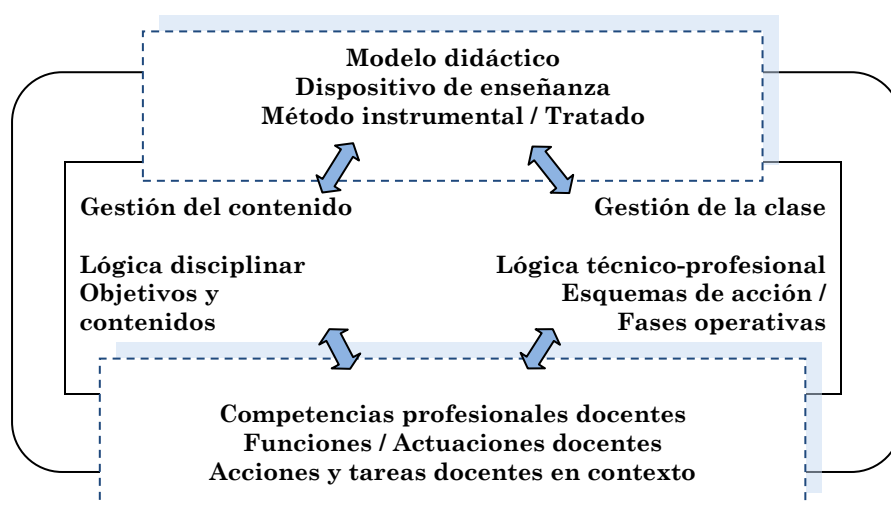 Modelo didáctico
Dispositivo de enseñanza
Método instrumental / Tratado
Gestión del contenido
Gestión de la clase
Lógica disciplinar
Objetivos y
contenidos
Lógica técnico-profesional
Esquemas de acción /
Fases operativas
Competencias profesionales docentes
Funciones / Actuaciones docentes
Acciones y tareas docentes en contexto